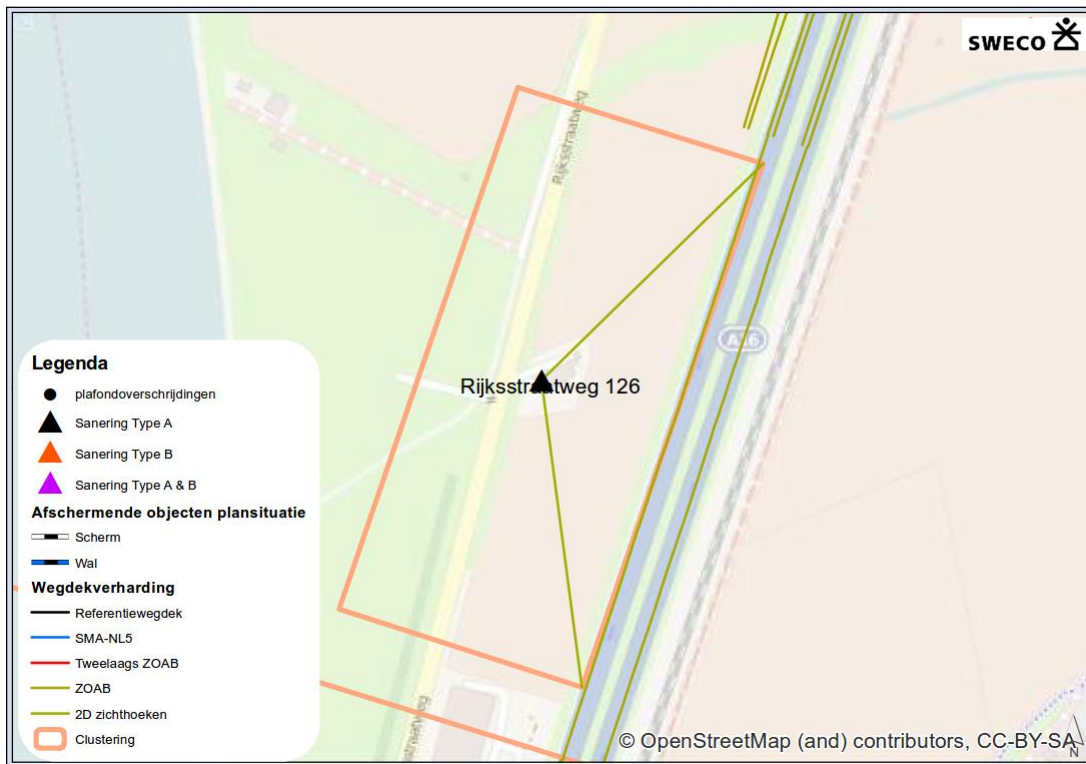 SWECO
Rijksstraatweg
A16
Rijksstraatweg 126
Legenda
plafondoverschrijdingen
Sanering Type A
Sanering Type B
Sanering Type A & B
Afschermende objecten plansituatie
Scherm
Wal
Wegdekverharding
Referentiewegdek
SMA-NL5
Tweelaags ZOAB
ZOAB
2D zichthoeken
Clustering
straatweg
© OpenStreetMap (and) contributors, CC-BY-SA
N